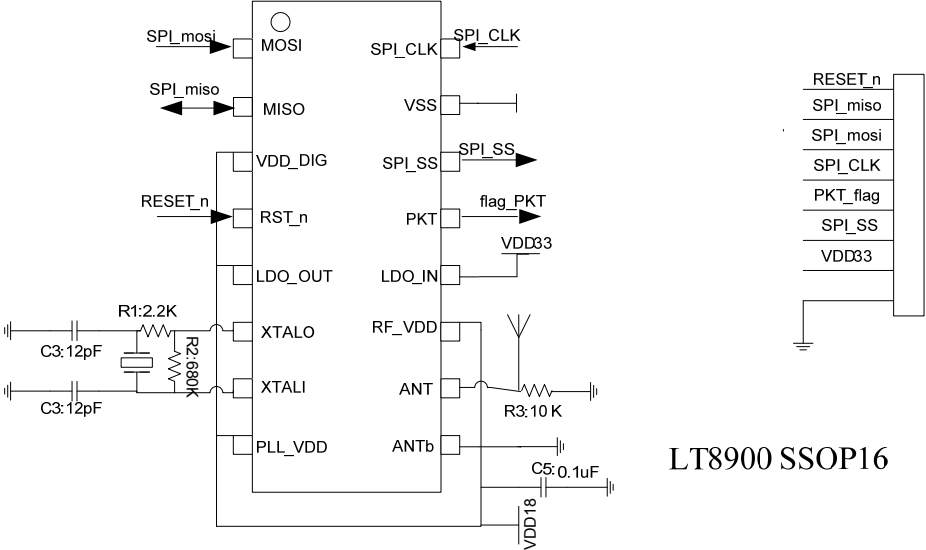 SPI_mosi
MOSI
SPI_CLK
SPI_CLK
RESET_n
SPI_miso
MISO
VSS
SPI_miso
SPI_mosi
VDD_DIG
SPI_SS
SPI_SS
SPI_CLK
RESET_n
RST_n
PKT
flag_PKT
PKT_flag
SPI_SS
VDD33
VDD33
LDO_OUT
LDO_IN
R1:2.2K
XTALO
RF_VDD
C3:12pF
R2:680K
XTALI
ANT
C3:12pF
R3:10 K
PLL_VDD
ANTb
LT8900 SSOP16
C5:0.1uF
VDD18